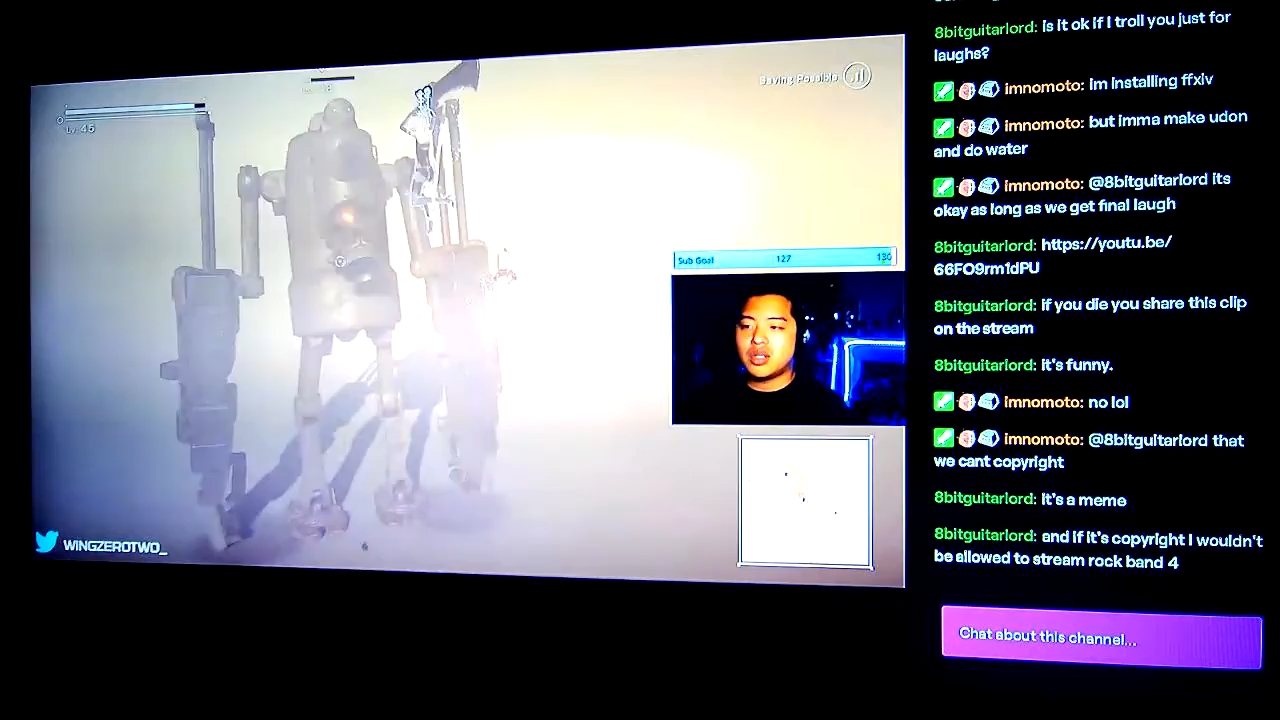 Saving Possible
Lv. 45
Sub Goal 127 130
WINGZEROTWO_
8bitguitarlord: is it ok if I troll you just for
laughs?
imnomoto: im installing ffxiv
imnomoto: but imma make udon
and do water
imnomoto: @8bitguitarlord its
okay as long as we get final laugh
8bitguitarlord: https://youtu.be/
66FO9rm1dPU
8bitguitarlord: if you die you share this clip
on the stream
8bitguitarlord: it's funny.
imnomoto: no lol
imnomoto: @8bitguitarlord that
we cant copyright
8bitguitarlord: It's a meme
8bitguitarlord: and if it's copyright I wouldn't
be allowed to stream rock band 4
Chat about this channel...